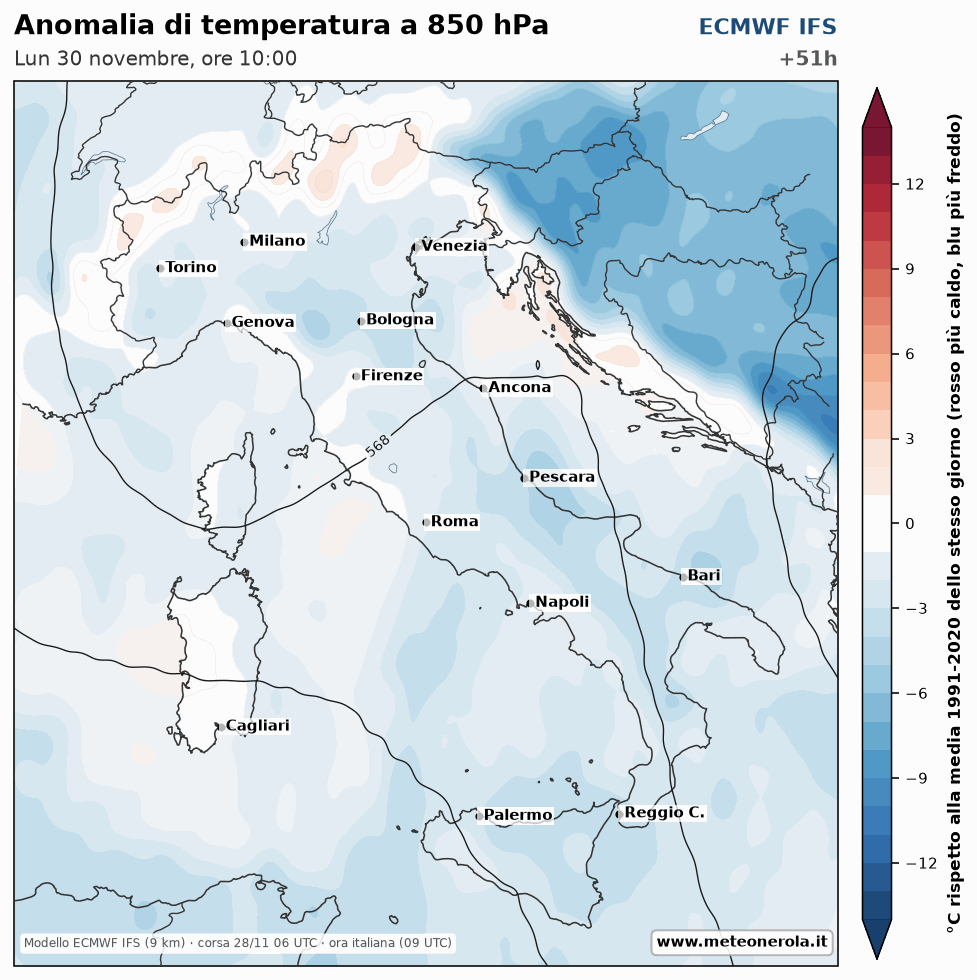 Anomalia di temperatura a 850 hPa
ECMWF IFS
Lun 30 novembre, ore 10:00
+51h
Milano
Venezia
Torino
Genova
Bologna
Firenze
Ancona
568
Pescara
Roma
Bari
Napoli
Cagliari
Palermo
Reggio C.
12
9
6
3
0
−3
−6
−9
−12
°C rispetto alla media 1991-2020 dello stesso giorno (rosso più caldo, blu più freddo)
Modello ECMWF IFS (9 km) · corsa 28/11 06 UTC · ora italiana (09 UTC)
www.meteonerola.it